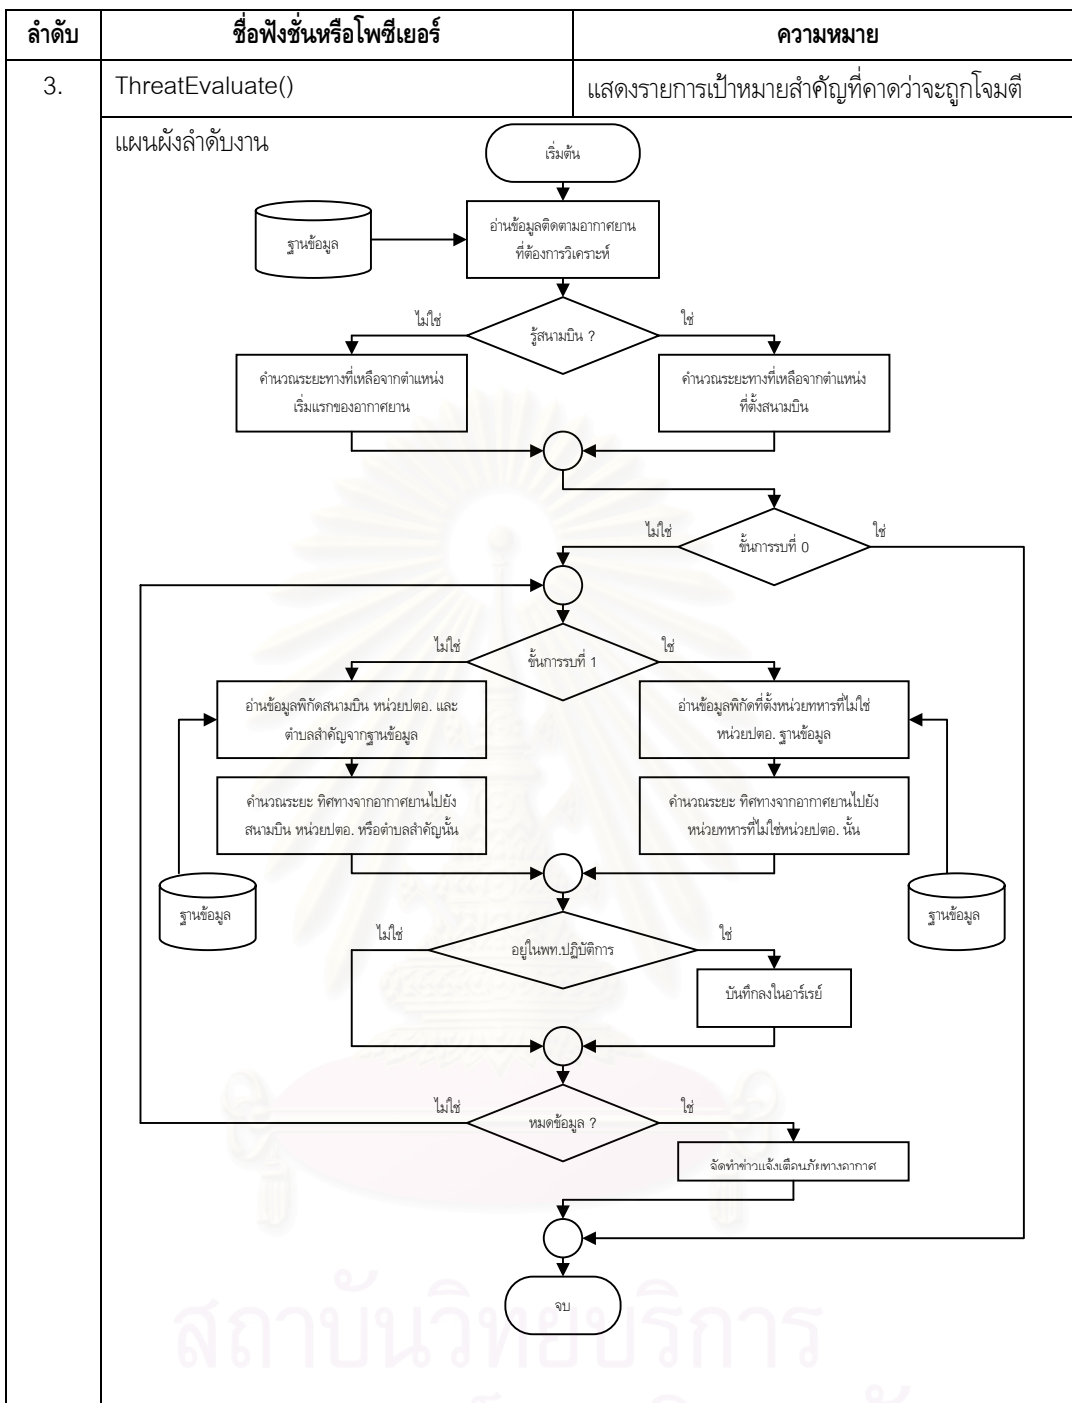 ลำดับ
ชื่อฟังชั่นหรือโพซีเยอร์
ความหมาย
3.
ThreatEvaluate()
แสดงรายการเป้าหมายสำคัญที่คาดว่าจะถูกโจมตี
แผนผังลำดับงาน
เริ่มต้น
ฐานข้อมูล
อ่านข้อมูลติดตามอากาศยาน
ที่ต้องการวิเคราะห์
รู้สนามบิน ?
ไม่ใช่
ใช่
คำนวณระยะทางที่เหลือจากตำแหน่ง
เริ่มแรกของอากาศยาน
คำนวณระยะทางที่เหลือจากตำแหน่ง
ที่ตั้งสนามบิน
ไม่ใช่
ขั้นการรบที่ 0
ใช่
ไม่ใช่
ขั้นการรบที่ 1
ใช่
อ่านข้อมูลพิกัดสนามบิน หน่วยปตอ. และ
ตำบลสำคัญจากฐานข้อมูล
อ่านข้อมูลพิกัดที่ตั้งหน่วยทหารที่ไม่ใช่
หน่วยปตอ. ฐานข้อมูล
คำนวณระยะ ทิศทางจากอากาศยานไปยัง
สนามบิน หน่วยปตอ. หรือตำบลสำคัญนั้น
คำนวณระยะ ทิศทางจากอากาศยานไปยัง
หน่วยทหารที่ไม่ใช่หน่วยปตอ. นั้น
ฐานข้อมูล
ฐานข้อมูล
ไม่ใช่
อยู่ในพท.ปฏิบัติการ
ใช่
บันทึกลงในอาร์เรย์
ไม่ใช่
หมดข้อมูล ?
ใช่
จัดทำข่าวแจ้งเตือนภัยทางอากาศ
จบ
สถาบันวิทยบริการ